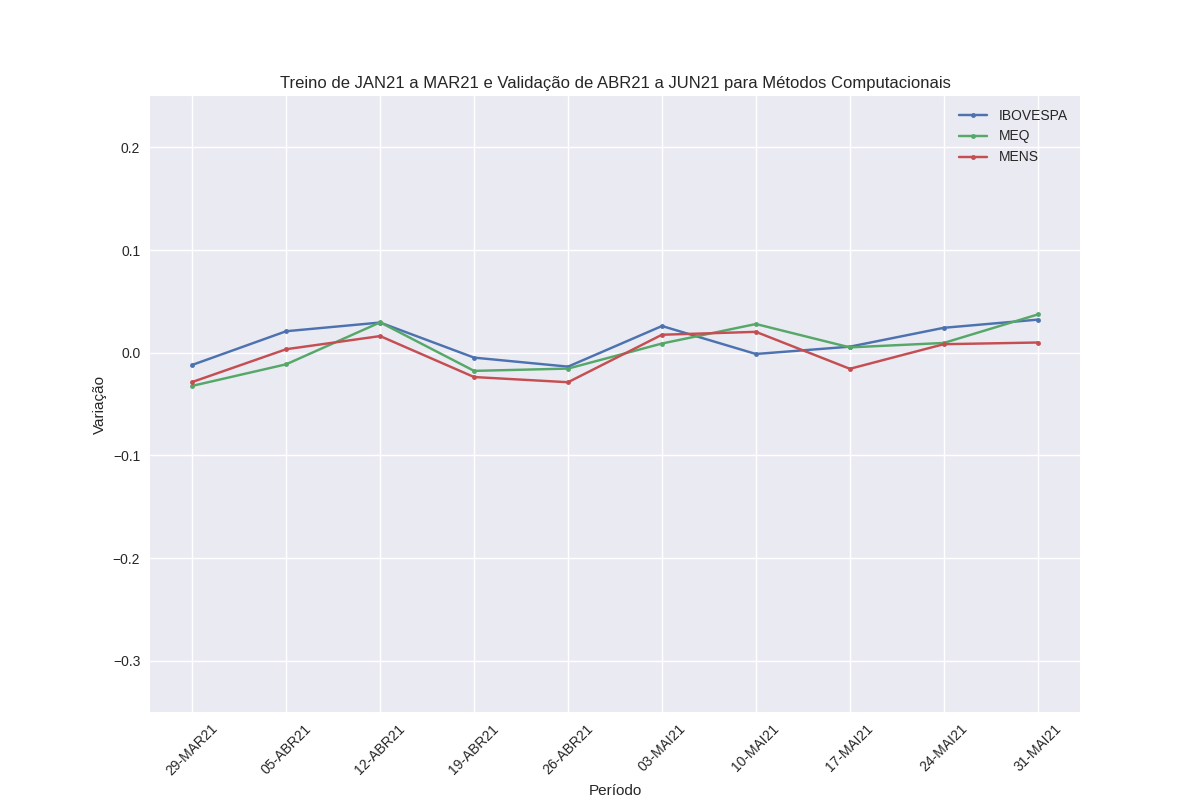 Treino de JAN21 a MAR21 e Validação de ABR21 a JUN21 para Métodos Computacionais
IBOVESPA
MEQ
MENS
0.2
0.1
0.0
−0.1
−0.2
−0.3
Variação
29-MAR21
05-ABR21
12-ABR21
19-ABR21
26-ABR21
03-MAI21
10-MAI21
17-MAI21
24-MAI21
31-MAI21
Período